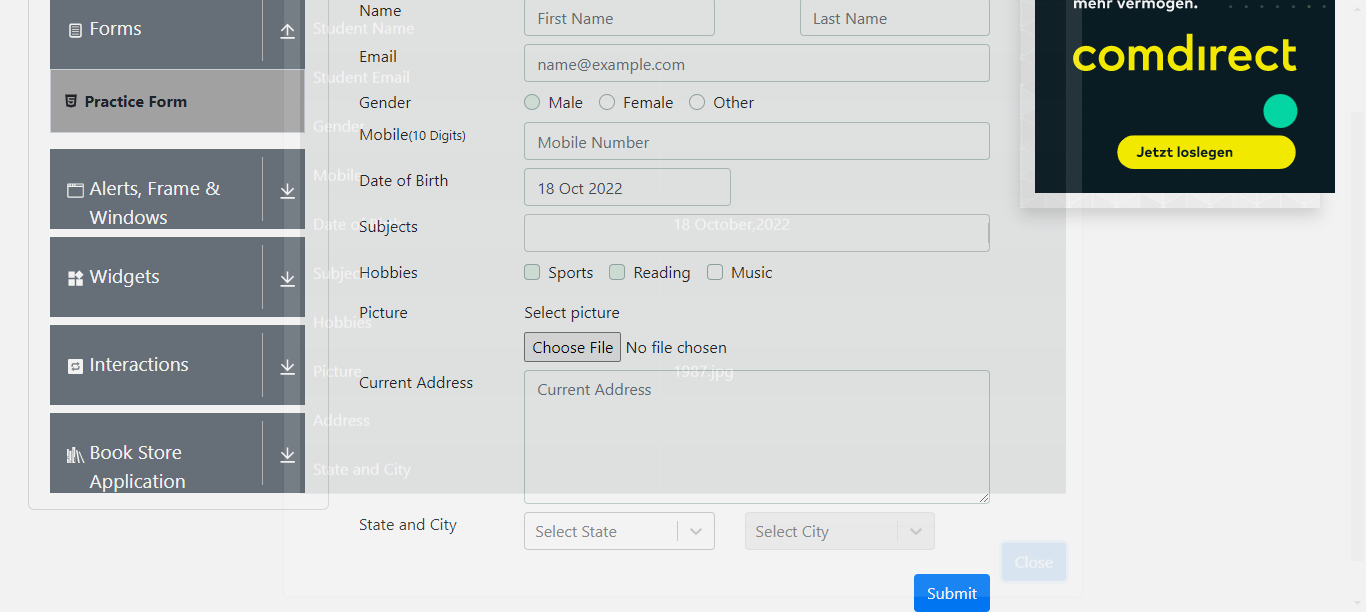 Forms
Practice Form
Alerts, Frame &
Windows
Widgets
Interactions
Book Store
Application
Name
First Name
Last Name
Student Name
Email
name@example.com
Student Email
Gender
Male
Female
Other
Gender
Mobile(10 Digits)
Mobile Number
Mobile
Date of Birth
18 Oct 2022
Date of Birth
18 October,2022
Subjects
Subjects
Hobbies
Sports
Reading
Music
Hobbies
Picture
Select picture
Choose File
No file chosen
Picture
1987.jpg
Current Address
Current Address
Address
State and City
State and City
Select State
Select City
Close
Submit
mehr vermögen.
comdirect
Jetzt loslegen